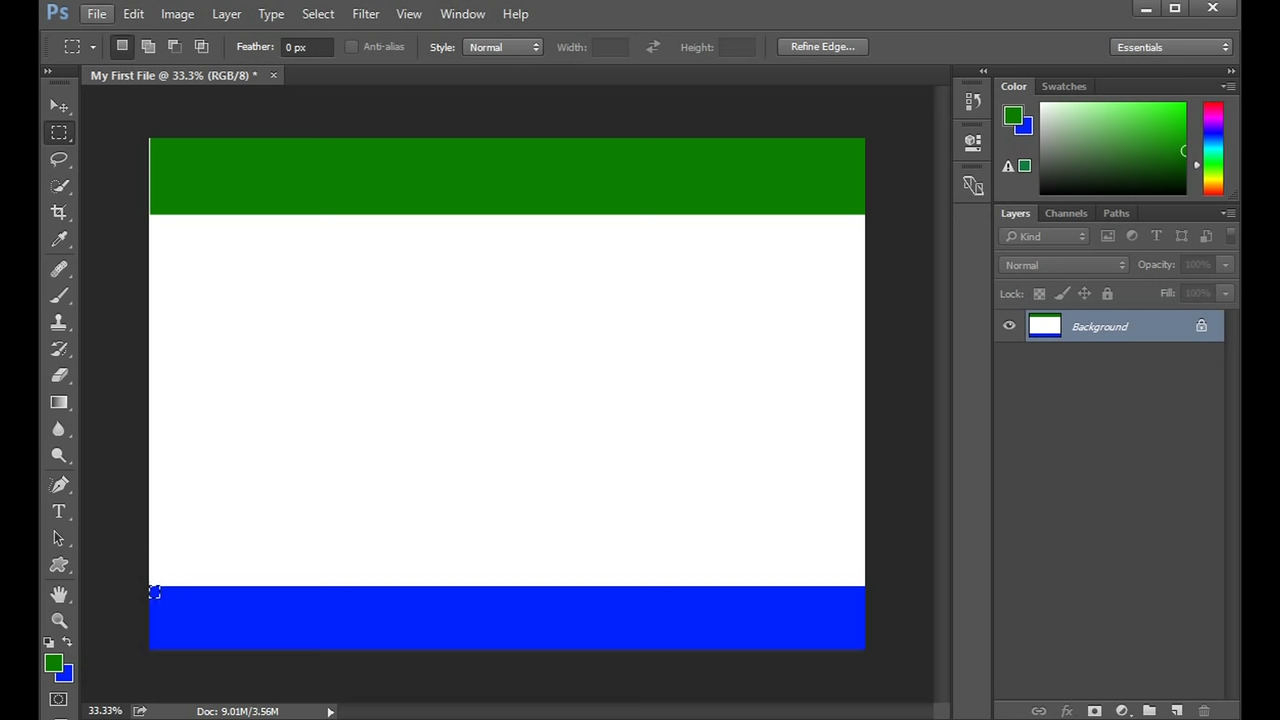 Ps File Edit Image Layer Type Select Filter View Window Help
Feather: 0 px Anti-alias Style: Normal Width: Height: Refine Edge... Essentials
My First File @ 33.3% (RGB/8) * ×
Color Swatches
Layers Channels Paths
Kind
Normal Opacity: 100%
Lock: Fill: 100%
Background
33.33% Doc: 9.01M/3.56M